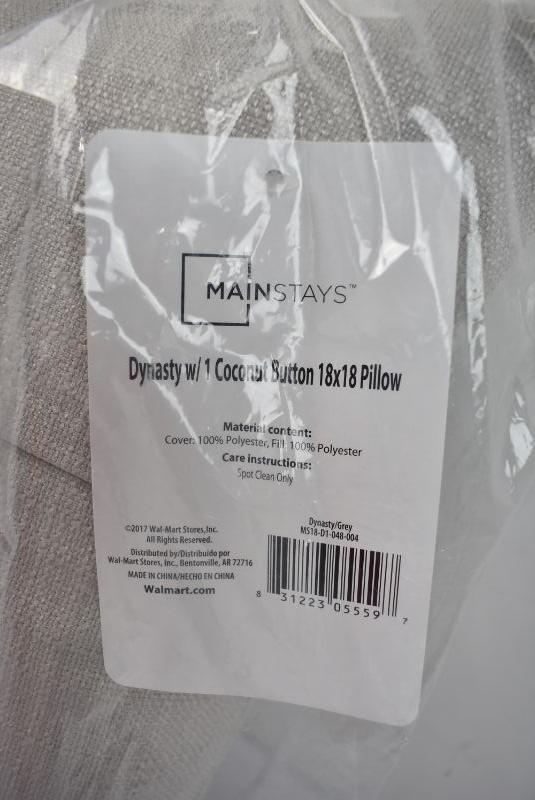 MAINSTAYS™
Dynasty w/ 1 Coconut Button 18x18 Pillow
Material content:
Cover: 100% Polyester, Fill: 100% Polyester
Care instructions:
Spot Clean Only
©2017 Wal-Mart Stores,Inc.
All Rights Reserved.
Distributed by/Distribuido por
Wal-Mart Stores, Inc., Bentonville, AR 72716
MADE IN CHINA/HECHO EN CHINA
Walmart.com
Dynasty/Grey
MS18-D1-048-004
8 31223 05559 7